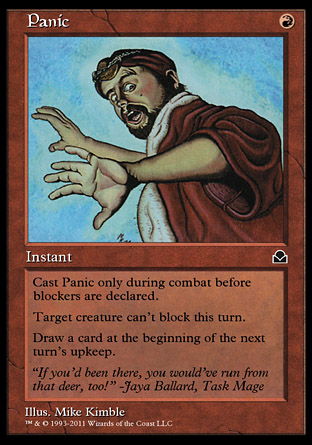 Panic
Instant
Cast Panic only during combat before
blockers are declared.
Target creature can't block this turn.
Draw a card at the beginning of the next
turn's upkeep.
"If you'd been there, you would've run from
that deer, too!" -Jaya Ballard, Task Mage
Illus. Mike Kimble
™ & © 1993-2011 Wizards of the Coast LLC